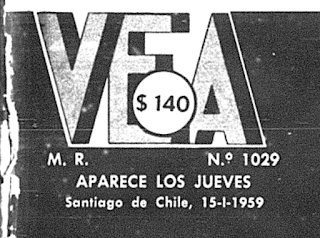 VEA
$ 140
M. R. N.º 1029
APARECE LOS JUEVES
Santiago de Chile, 15-I-1959